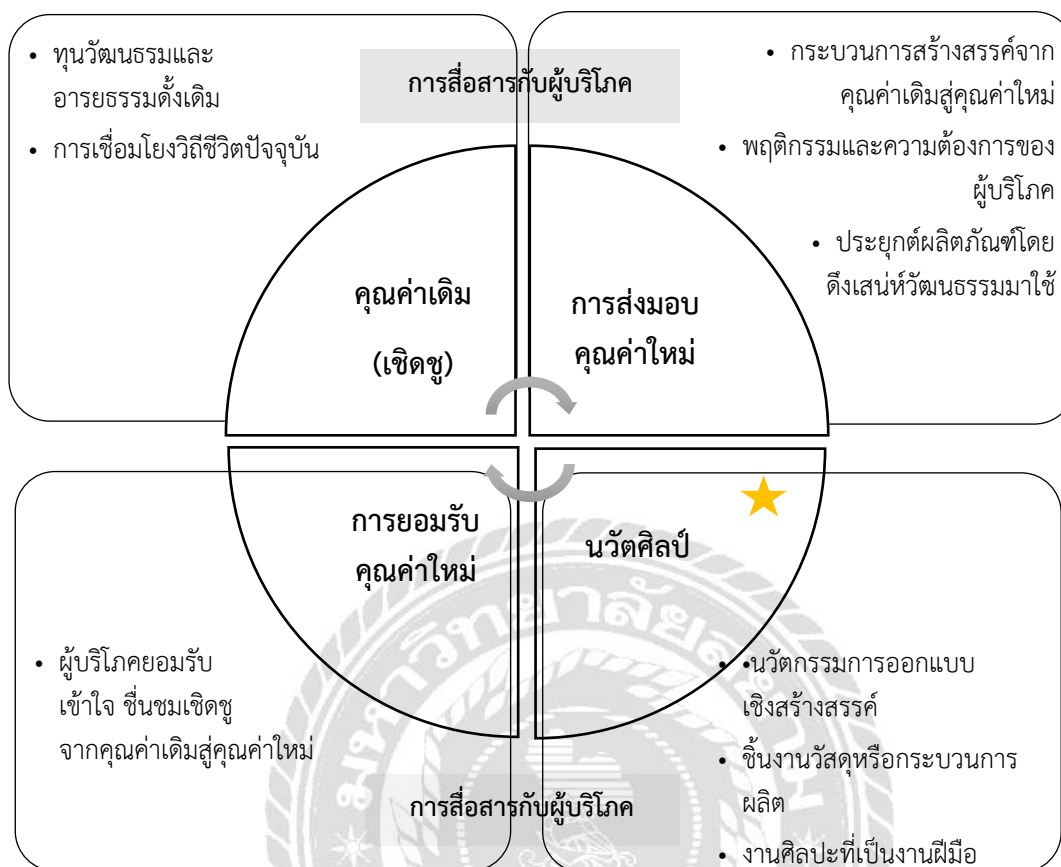 • ทุนวัฒนธรรมและ
อารยธรรมดั้งเดิม
• การเชื่อมโยงวิถีชีวิตปัจจุบัน
การสื่อสารกับผู้บริโภค
• กระบวนการสร้างสรรค์จาก
คุณค่าเดิมสู่คุณค่าใหม่
• พฤติกรรมและความต้องการของ
ผู้บริโภค
• ประยุกต์ผลิตภัณฑ์โดย
ดึงเสน่ห์วัฒนธรรมมาใช้
คุณค่าเดิม
(เชิดชู)
การส่งมอบ
คุณค่าใหม่
การยอมรับ
คุณค่าใหม่
นวัตศิลป์
• ผู้บริโภคยอมรับ
เข้าใจ ชื่นชมเชิดชู
จากคุณค่าเดิมสู่คุณค่าใหม่
• •นวัตกรรมการออกแบบ
เชิงสร้างสรรค์
• ชิ้นงานวัสดุหรือกระบวนการ
ผลิต
• งานศิลปะที่เป็นงานฝีมือ
การสื่อสารกับผู้บริโภค